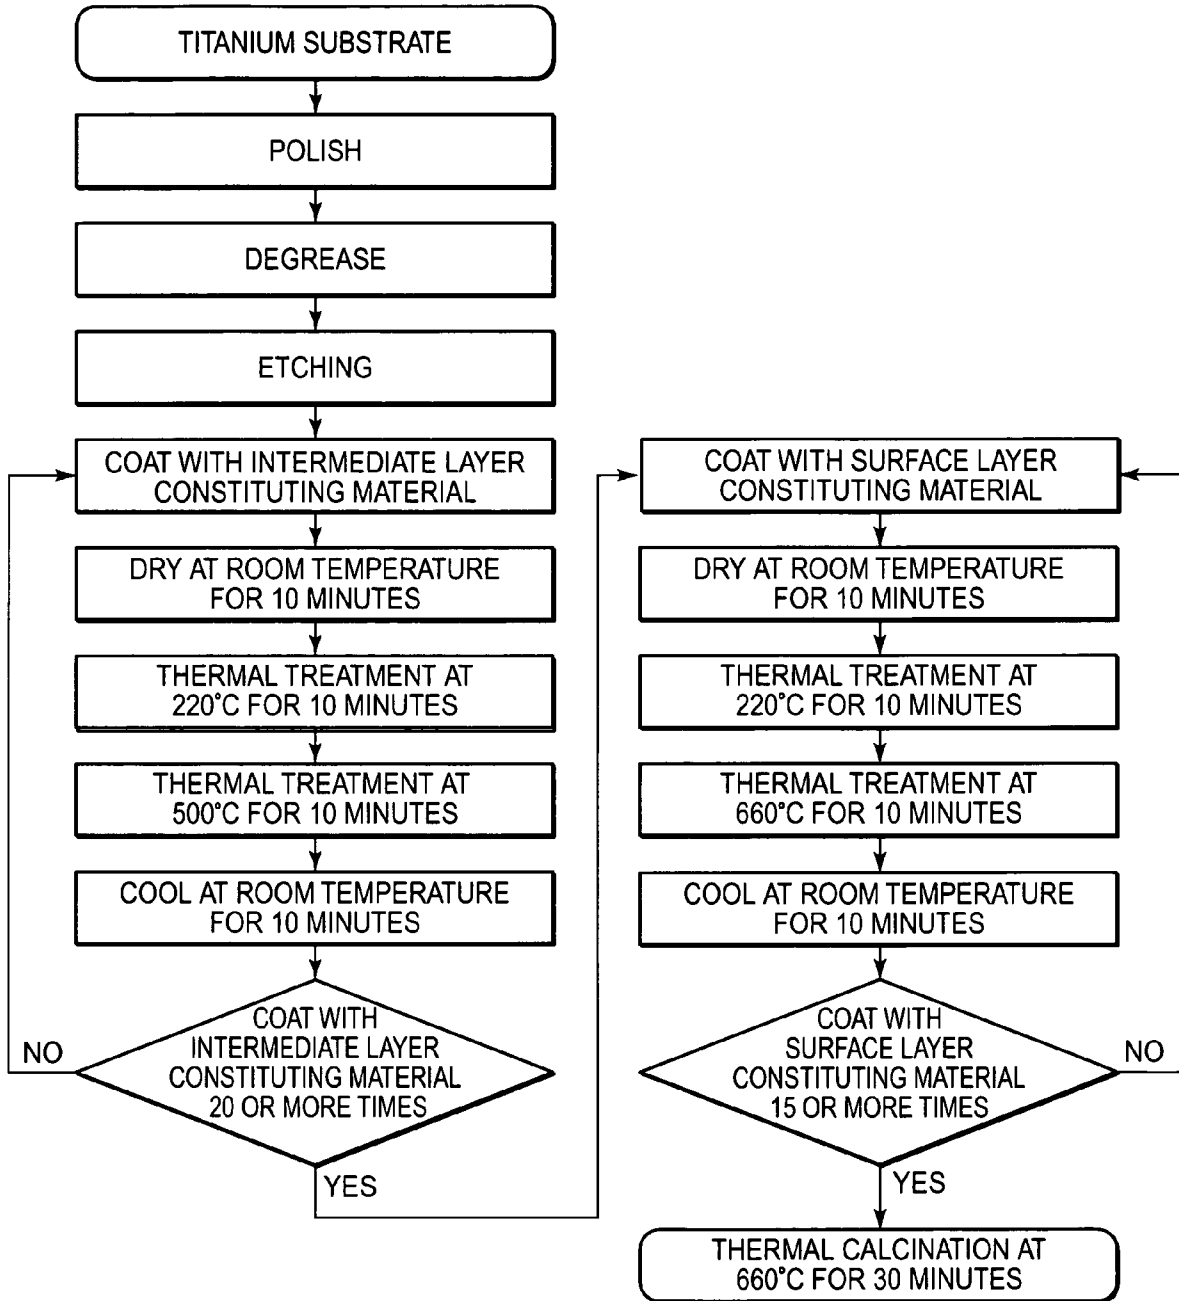 TITANIUM SUBSTRATE
POLISH
DEGREASE
ETCHING
COAT WITH INTERMEDIATE LAYER
CONSTITUTING MATERIAL
DRY AT ROOM TEMPERATURE
FOR 10 MINUTES
THERMAL TREATMENT AT
220°C FOR 10 MINUTES
THERMAL TREATMENT AT
500°C FOR 10 MINUTES
COOL AT ROOM TEMPERATURE
FOR 10 MINUTES
COAT WITH
INTERMEDIATE LAYER
CONSTITUTING MATERIAL
20 OR MORE TIMES
NO
YES
COAT WITH SURFACE LAYER
CONSTITUTING MATERIAL
DRY AT ROOM TEMPERATURE
FOR 10 MINUTES
THERMAL TREATMENT AT
220°C FOR 10 MINUTES
THERMAL TREATMENT AT
660°C FOR 10 MINUTES
COOL AT ROOM TEMPERATURE
FOR 10 MINUTES
COAT WITH
SURFACE LAYER
CONSTITUTING MATERIAL
15 OR MORE TIMES
NO
YES
THERMAL CALCINATION AT
660°C FOR 30 MINUTES